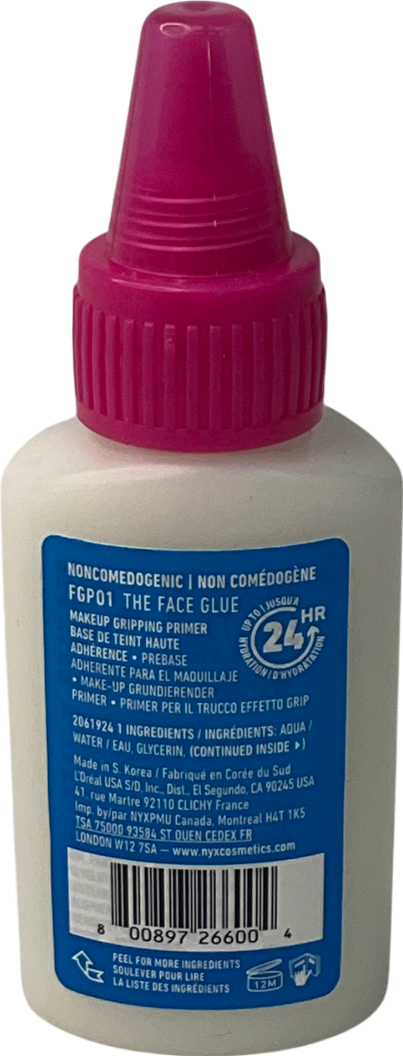 NONCOMEDOGENIC | NON COMÉDOGÈNE
FGP01 THE FACE GLUE
MAKEUP GRIPPING PRIMER
BASE DE TEINT HAUTE
ADHÉRENCE • PREBASE
ADHERENTE PARA EL MAQUILLAJE
• MAKE-UP GRUNDIERENDER
PRIMER • PRIMER PER IL TRUCCO EFFETTO GRIP
UP TO | JUSQU'À
24HR
HYDRATION | D'HYDRATATION
2061924 1 INGREDIENTS / INGRÉDIENTS: AQUA /
WATER / EAU, GLYCERIN, (CONTINUED INSIDE ▸)
Made in S. Korea / Fabriqué en Corée du Sud
L'Oréal USA S/D, Inc., Dist., El Segundo, CA 90245 USA
41, rue Martre 92110 CLICHY France
Imp. by/par NYXPMU Canada, Montreal H4T 1K5
TSA 75000 93584 ST OUEN CEDEX FR
LONDON W12 7SA — www.nyxcosmetics.com
8 00897 26600 4
PEEL FOR MORE INGREDIENTS
SOULEVER POUR LIRE
LA LISTE DES INGRÉDIENTS
12M